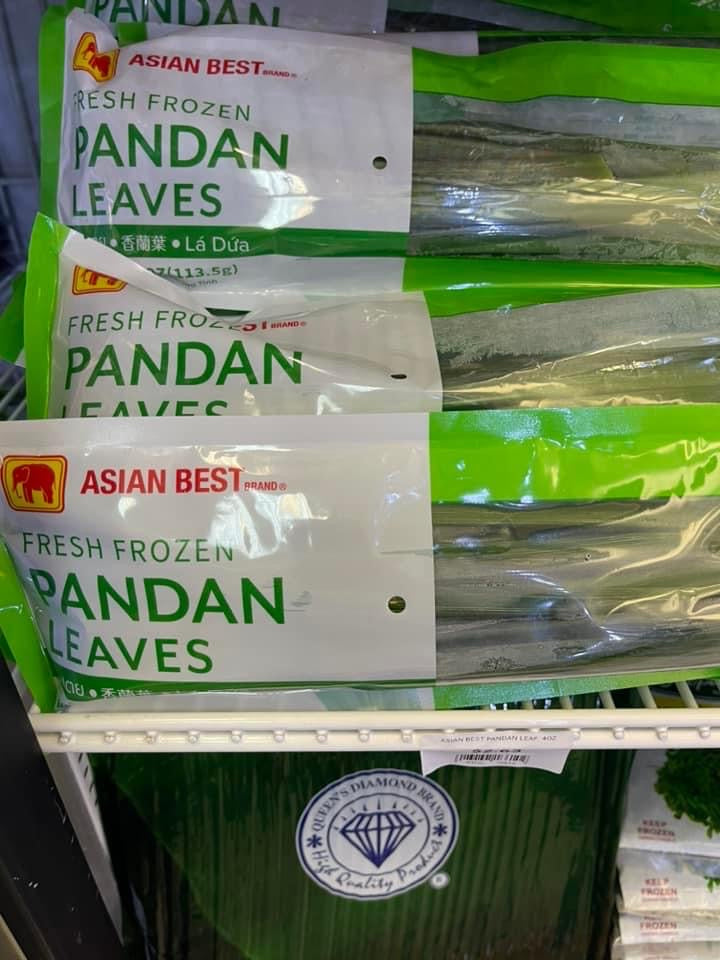 PANDAN
ASIAN BEST BRAND®
FRESH FROZEN
PANDAN
LEAVES
• 香蘭葉 • Lá Dứa
(113.5g)
BRAND®
FRESH
PANDAN
LEAVES
ASIAN BEST BRAND®
FRESH FROZEN
PANDAN
LEAVES
ASIAN BEST PANDAN LEAF 4OZ
QUEEN'S DIAMOND BRAND
High Quality Product
®
KEEP
FROZEN
KEEP
FROZEN
FROZEN